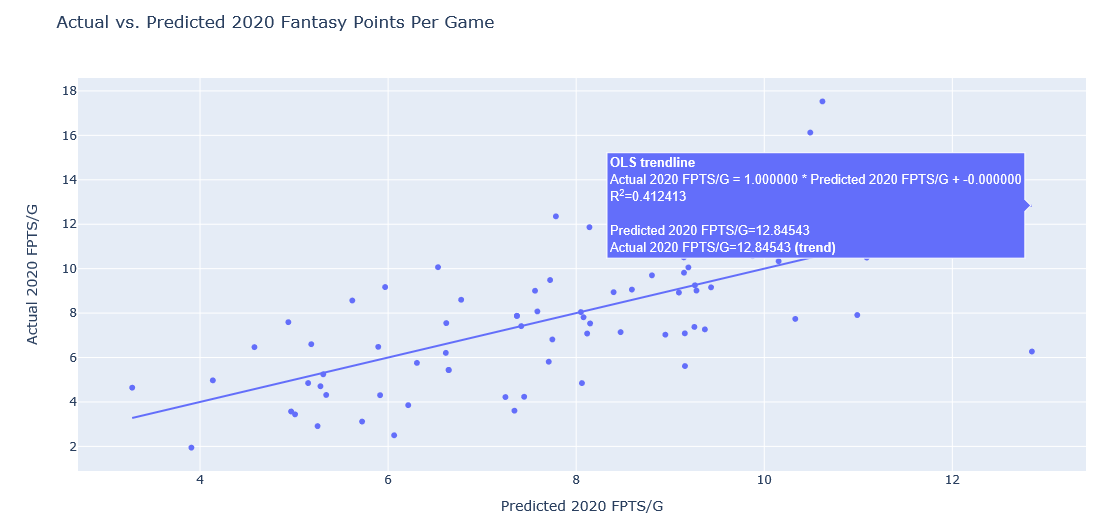 Actual vs. Predicted 2020 Fantasy Points Per Game
18
16
14
12
10
8
6
4
2
Actual 2020 FPTS/G
OLS trendline
Actual 2020 FPTS/G = 1.000000 * Predicted 2020 FPTS/G + -0.000000
R²=0.412413
Predicted 2020 FPTS/G=12.84543
Actual 2020 FPTS/G=12.84543 (trend)
4 6 8 10 12
Predicted 2020 FPTS/G